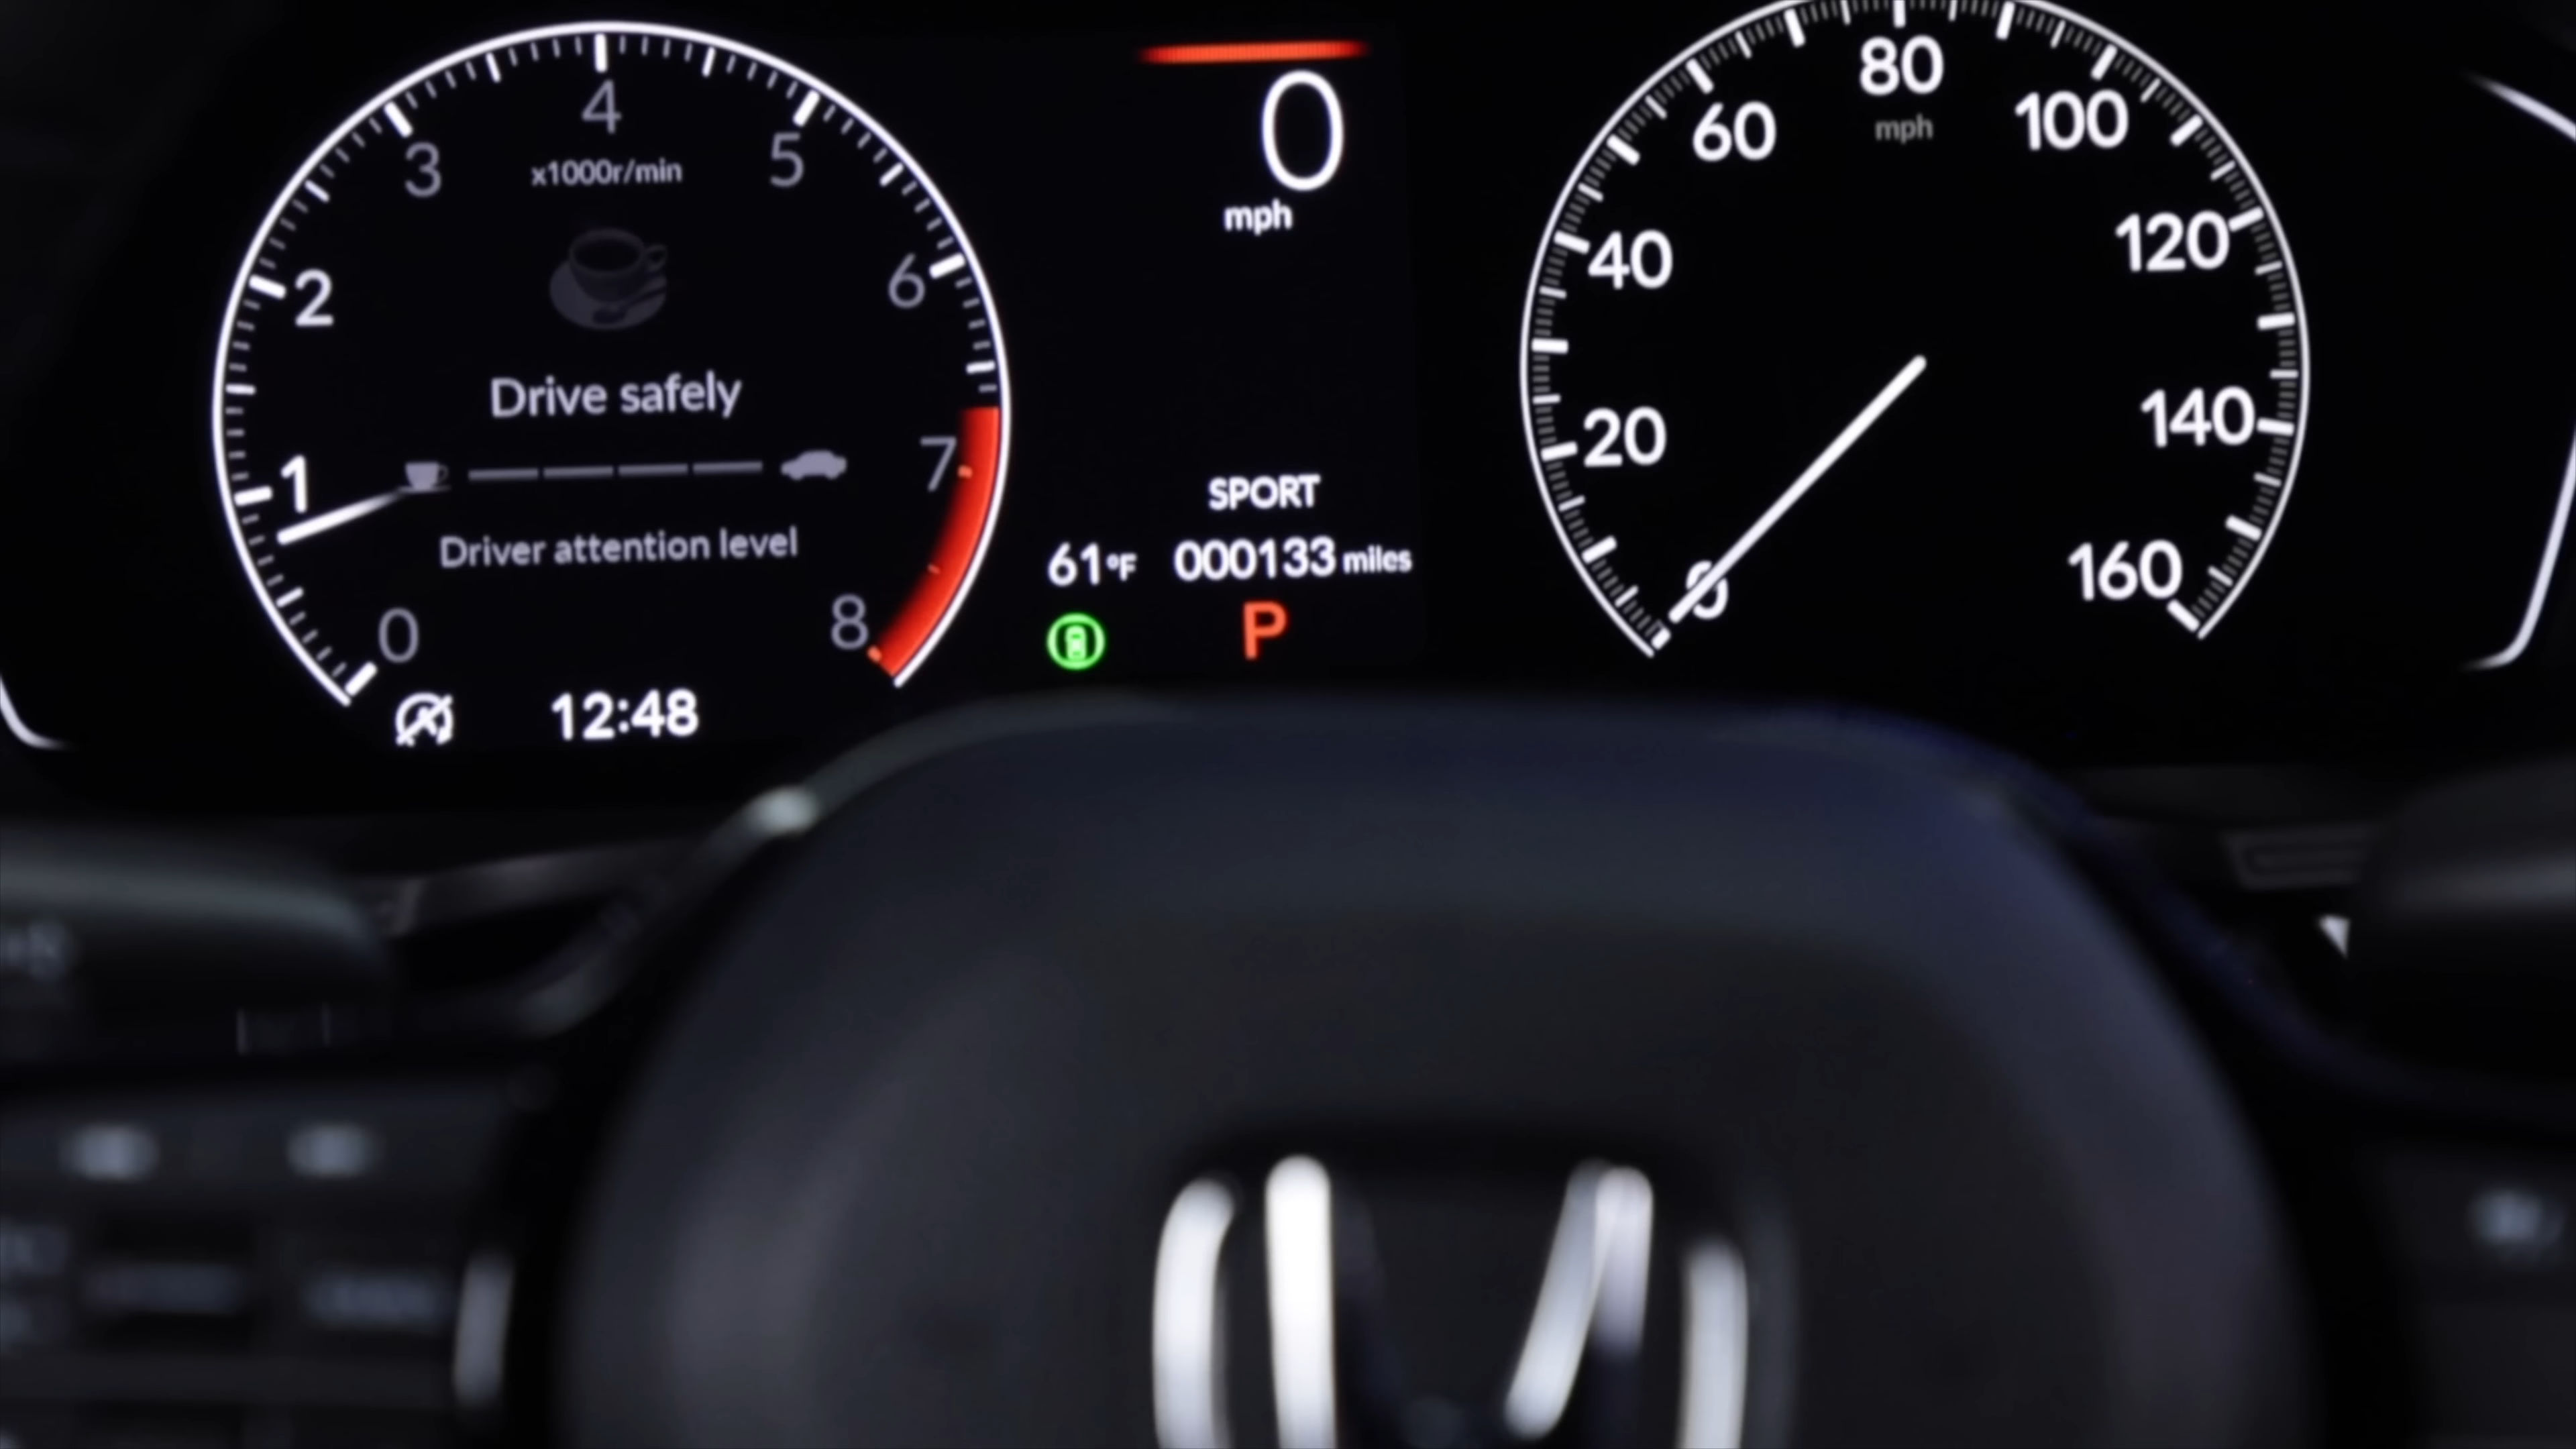 4
3
5
x1000r/min
2
6
Drive safely
1
7
Driver attention level
0
8
12:48
0
mph
SPORT
61°F
000133 miles
P
80
mph
60
100
40
120
20
140
0
160